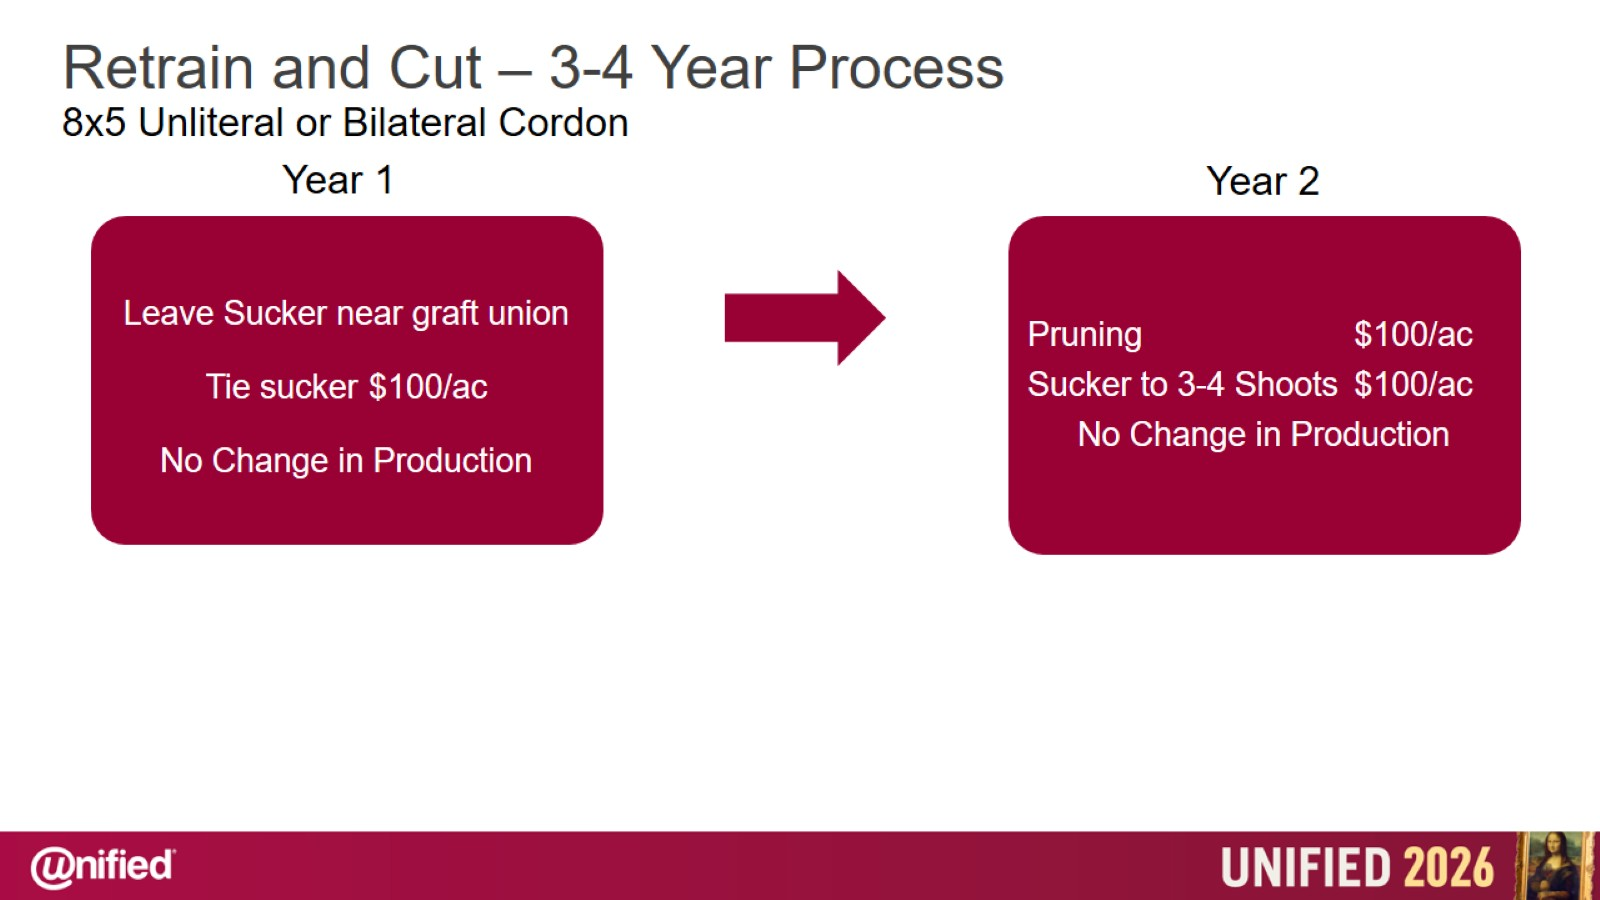 Retrain and Cut – 3-4 Year Process
8x5 Unliteral or Bilateral Cordon
Year 1
Leave Sucker near graft union
Tie sucker $100/ac
No Change in Production
Year 2
Pruning $100/ac
Sucker to 3-4 Shoots $100/ac
No Change in Production
unified
UNIFIED 2026